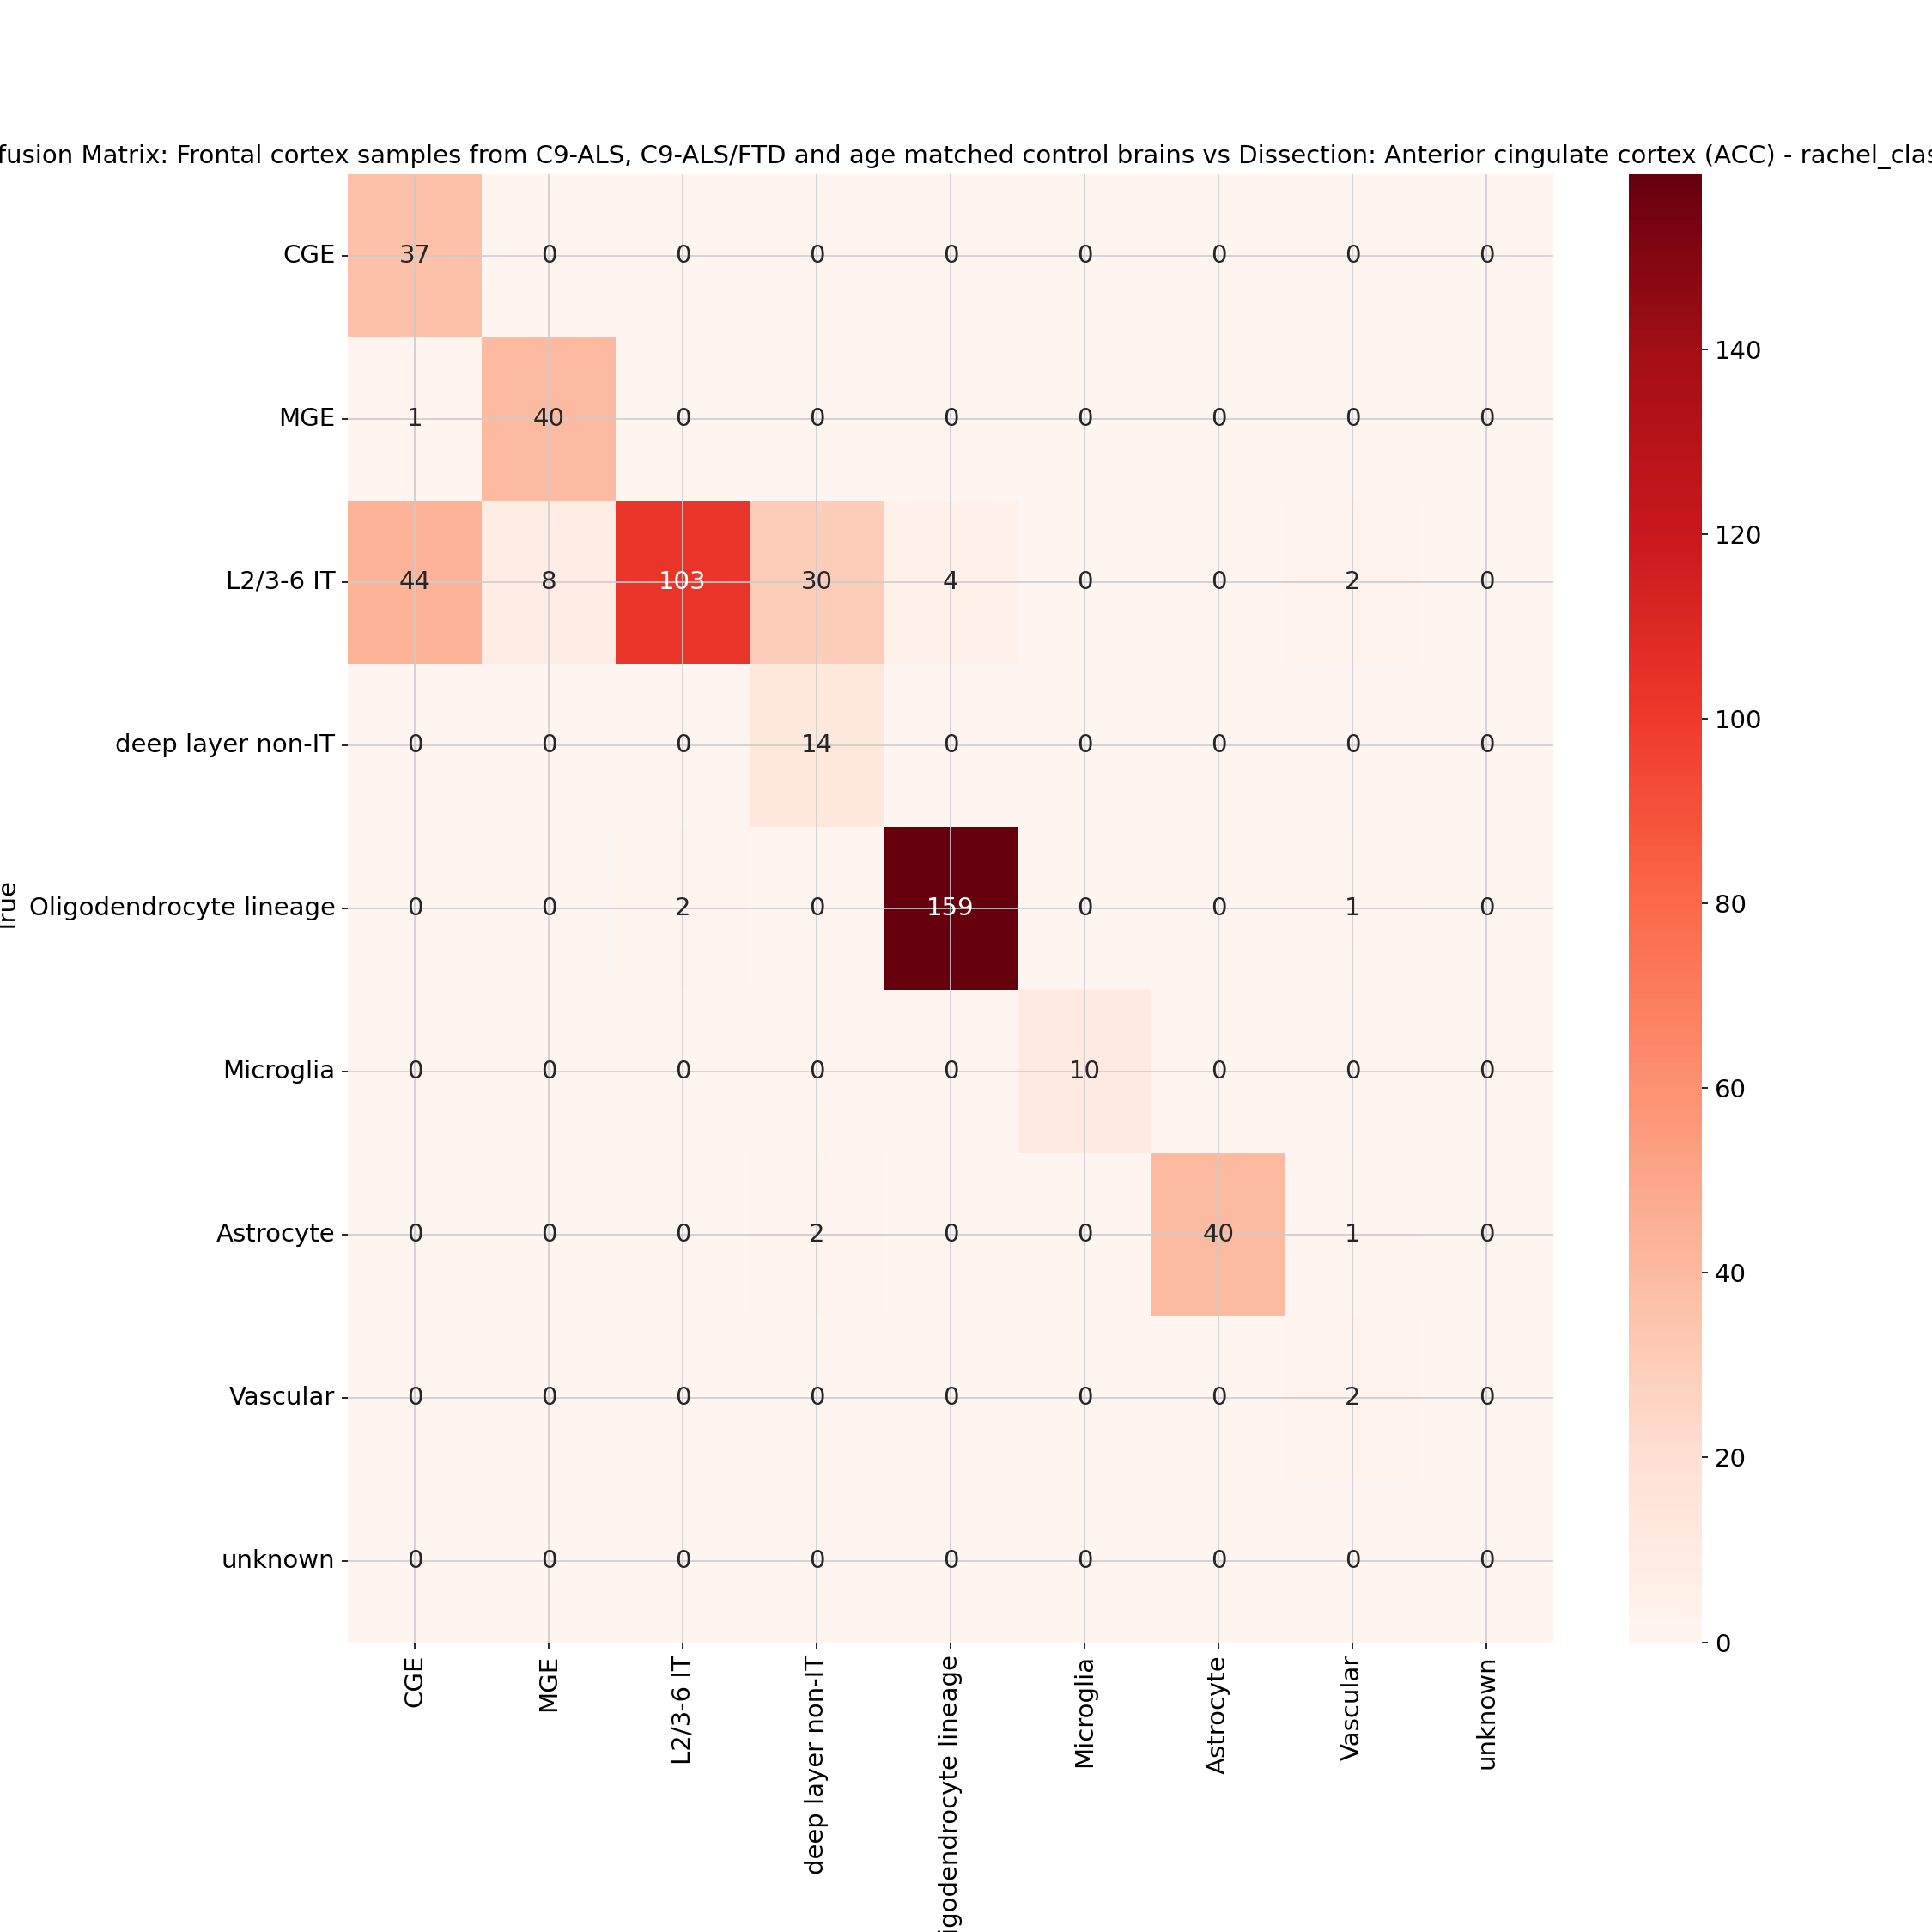 fusion Matrix: Frontal cortex samples from C9-ALS, C9-ALS/FTD and age matched control brains vs Dissection: Anterior cingulate cortex (ACC) - rachel_clas
CGE 37 0 0 0 0 0 0 0 0
MGE 1 40 0 0 0 0 0 0 0
L2/3-6 IT 44 8 103 30 4 0 0 2 0
deep layer non-IT 0 0 0 14 0 0 0 0 0
Oligodendrocyte lineage 0 0 2 0 159 0 0 1 0
Microglia 0 0 0 0 0 10 0 0 0
Astrocyte 0 0 0 2 0 0 40 1 0
Vascular 0 0 0 0 0 0 0 2 0
unknown 0 0 0 0 0 0 0 0 0
True
CGE
MGE
L2/3-6 IT
deep layer non-IT
igodendrocyte lineage
Microglia
Astrocyte
Vascular
unknown
140
120
100
80
60
40
20
0